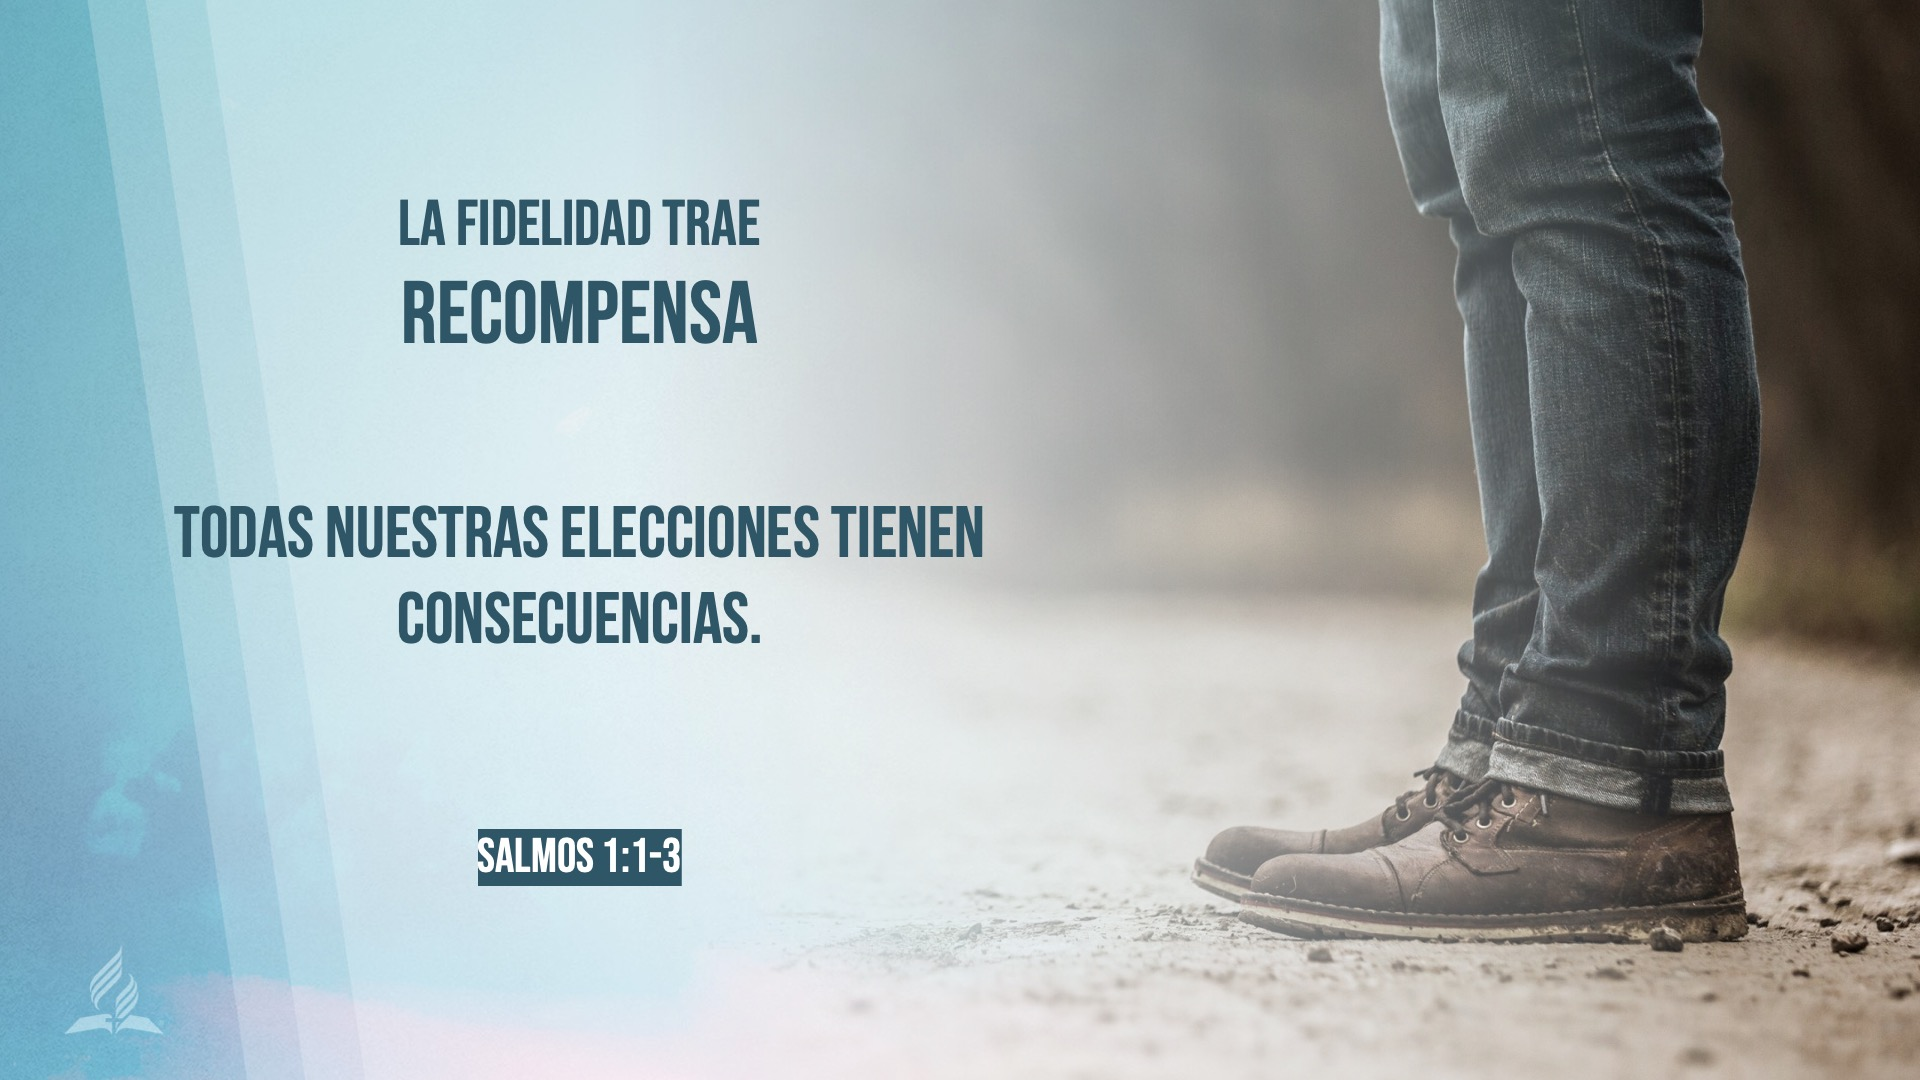 LA FIDELIDAD TRAE
RECOMPENSA
TODAS NUESTRAS ELECCIONES TIENEN
CONSECUENCIAS.
SALMOS 1:1-3